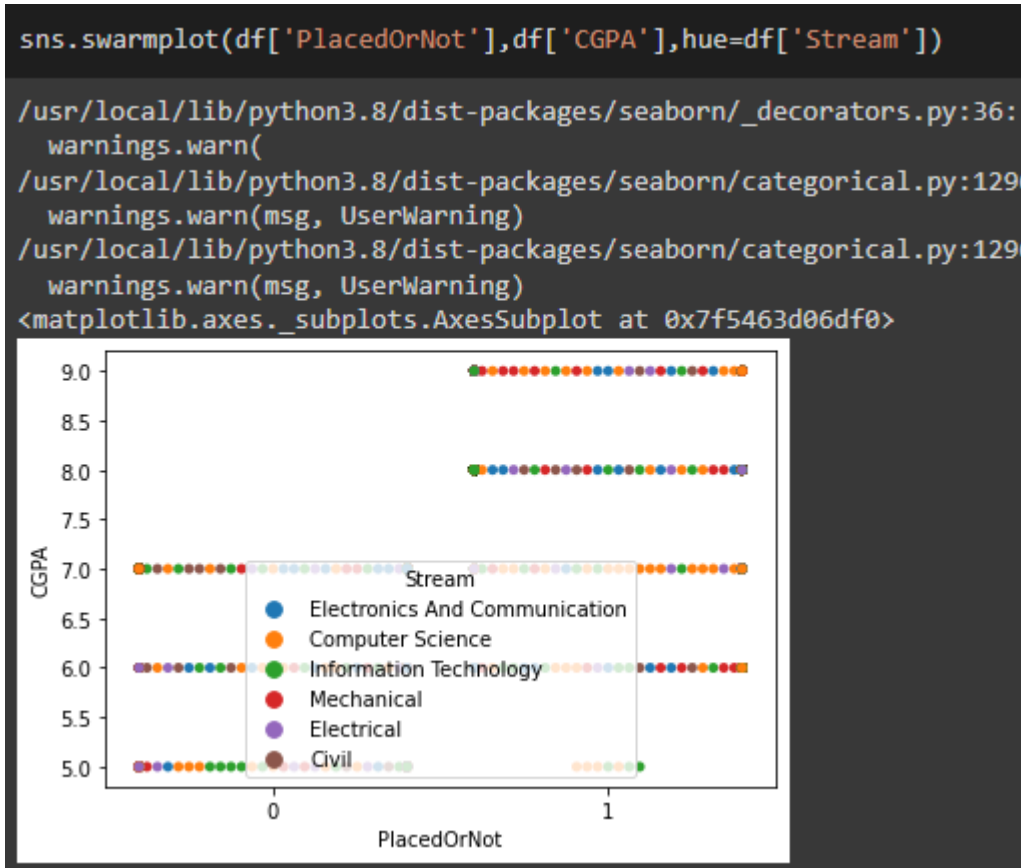 sns.swarmplot(df['PlacedOrNot'],df['CGPA'],hue=df['Stream'])
/usr/local/lib/python3.8/dist-packages/seaborn/_decorators.py:36:
  warnings.warn(
/usr/local/lib/python3.8/dist-packages/seaborn/categorical.py:129
  warnings.warn(msg, UserWarning)
/usr/local/lib/python3.8/dist-packages/seaborn/categorical.py:129
  warnings.warn(msg, UserWarning)
<matplotlib.axes._subplots.AxesSubplot at 0x7f5463d06df0>
9.0
8.5
8.0
7.5
7.0
6.5
6.0
5.5
5.0
CGPA
Stream
Electronics And Communication
Computer Science
Information Technology
Mechanical
Electrical
Civil
0 1
PlacedOrNot